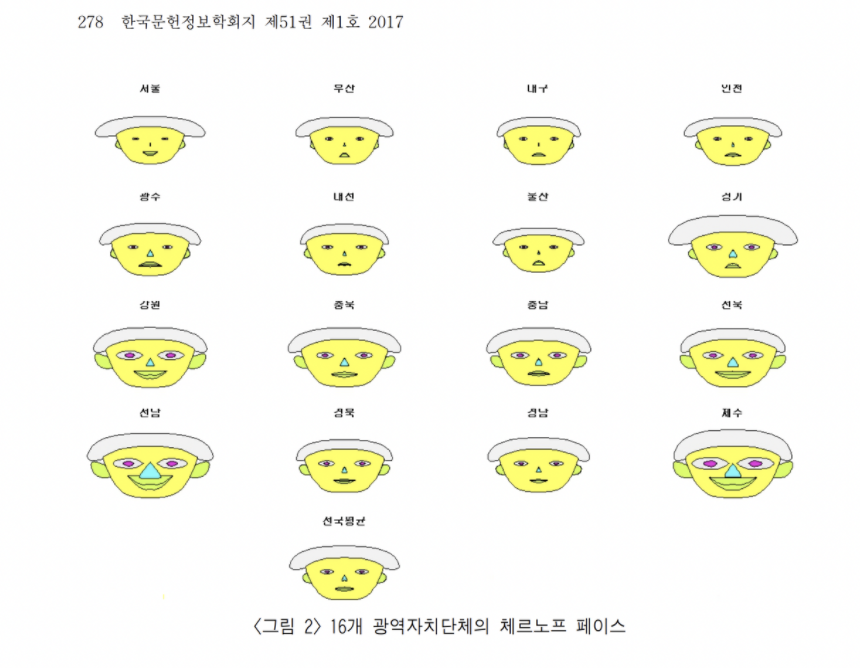 278 한국문헌정보학회지 제51권 제1호 2017
서울 부산 대구 인천
광주 대전 울산 경기
강원 충북 충남 전북
전남 경북 경남 제주
전국평균
<그림 2> 16개 광역자치단체의 체르노프 페이스